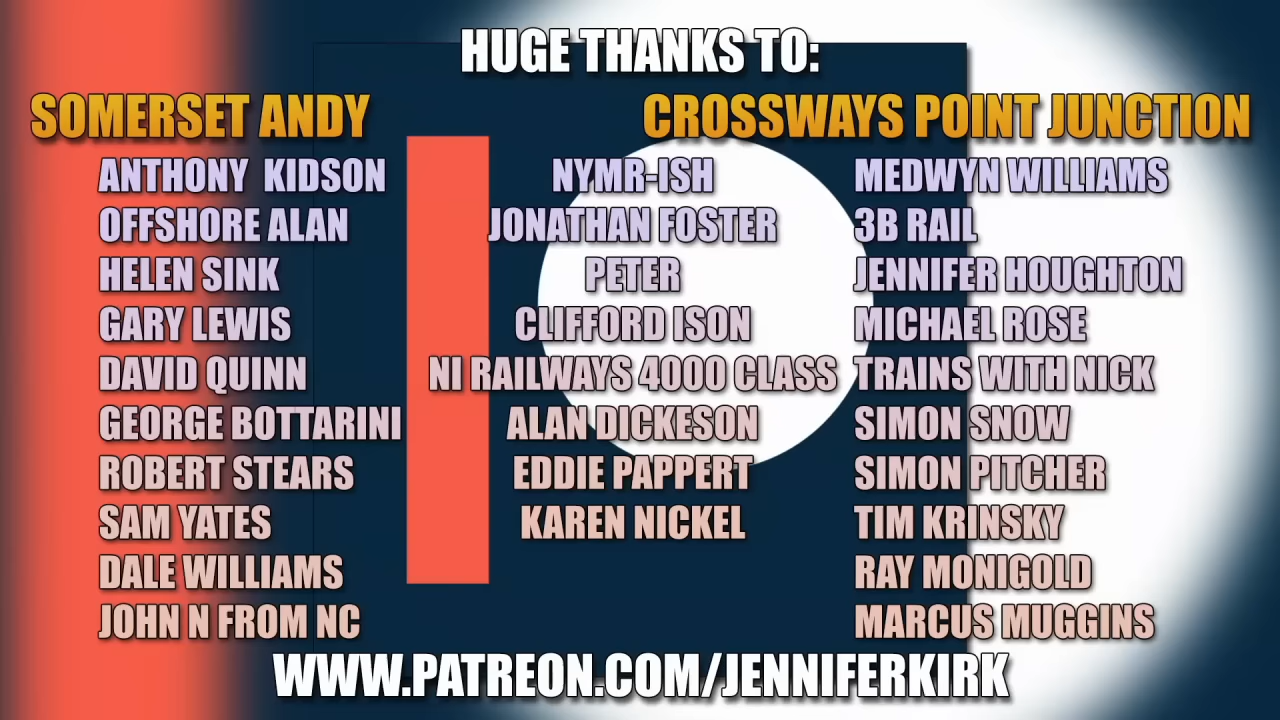 HUGE THANKS TO:
SOMERSET ANDY
CROSSWAYS POINT JUNCTION
ANTHONY KIDSON
OFFSHORE ALAN
HELEN SINK
GARY LEWIS
DAVID QUINN
GEORGE BOTTARINI
ROBERT STEARS
SAM YATES
DALE WILLIAMS
JOHN N FROM NC
NYMR-ISH
JONATHAN FOSTER
PETER
CLIFFORD ISON
NI RAILWAYS 4000 CLASS
ALAN DICKESON
EDDIE PAPPERT
KAREN NICKEL
MEDWYN WILLIAMS
3B RAIL
JENNIFER HOUGHTON
MICHAEL ROSE
TRAINS WITH NICK
SIMON SNOW
SIMON PITCHER
TIM KRINSKY
RAY MONIGOLD
MARCUS MUGGINS
WWW.PATREON.COM/JENNIFERKIRK